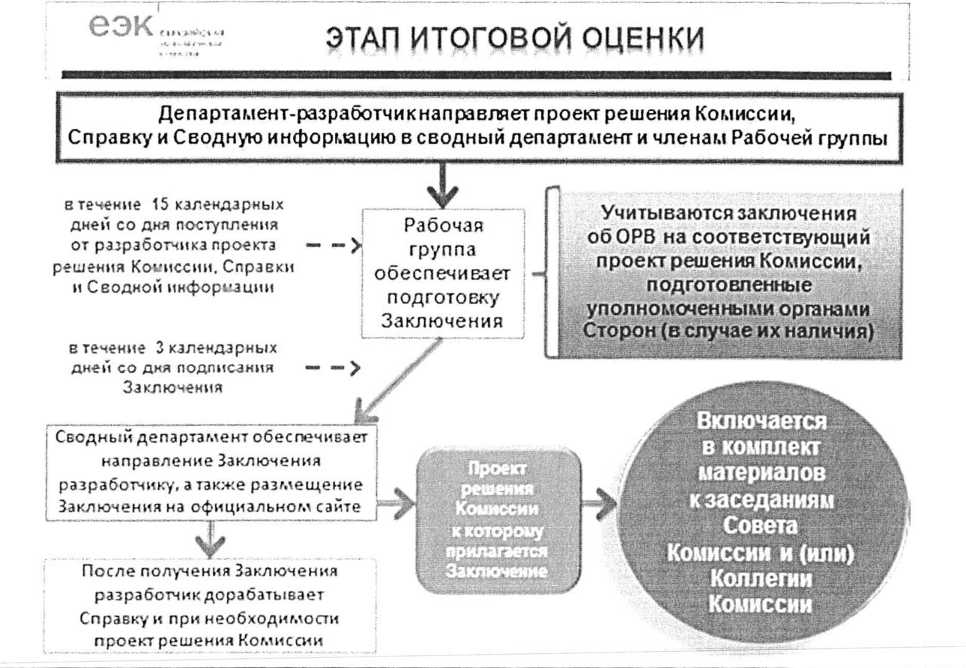 ЕЭК
ЭТАП ИТОГОВОЙ ОЦЕНКИ
Департамент-разработчик направляет проект решения Комиссии,
Справку и Сводную информацию в сводный департамент и членам Рабочей группы
в течение 15 календарных
дней со дня поступления
от разработчика проекта
решения Комиссии, Справки
и Сводной информации
Рабочая
группа
обеспечивает
подготовку
Заключения
Учитываются заключения
об ОРВ на соответствующий
проект решения Комиссии,
подготовленные
уполномоченными органами
Сторон (в случае их наличия)
в течение 3 календарных
дней со дня подписания
Заключения
Сводный департамент обеспечивает
направление Заключения
разработчику, а также размещение
Заключения на официальном сайте
Проект
решения
Комиссии
к которому
прилагается
Заключение
Включается
в комплект
материалов
к заседаниям
Совета
Комиссии и (или)
Коллегии
Комиссии
После получения Заключения
разработчик дорабатывает
Справку и при необходимости
проект решения Комиссии